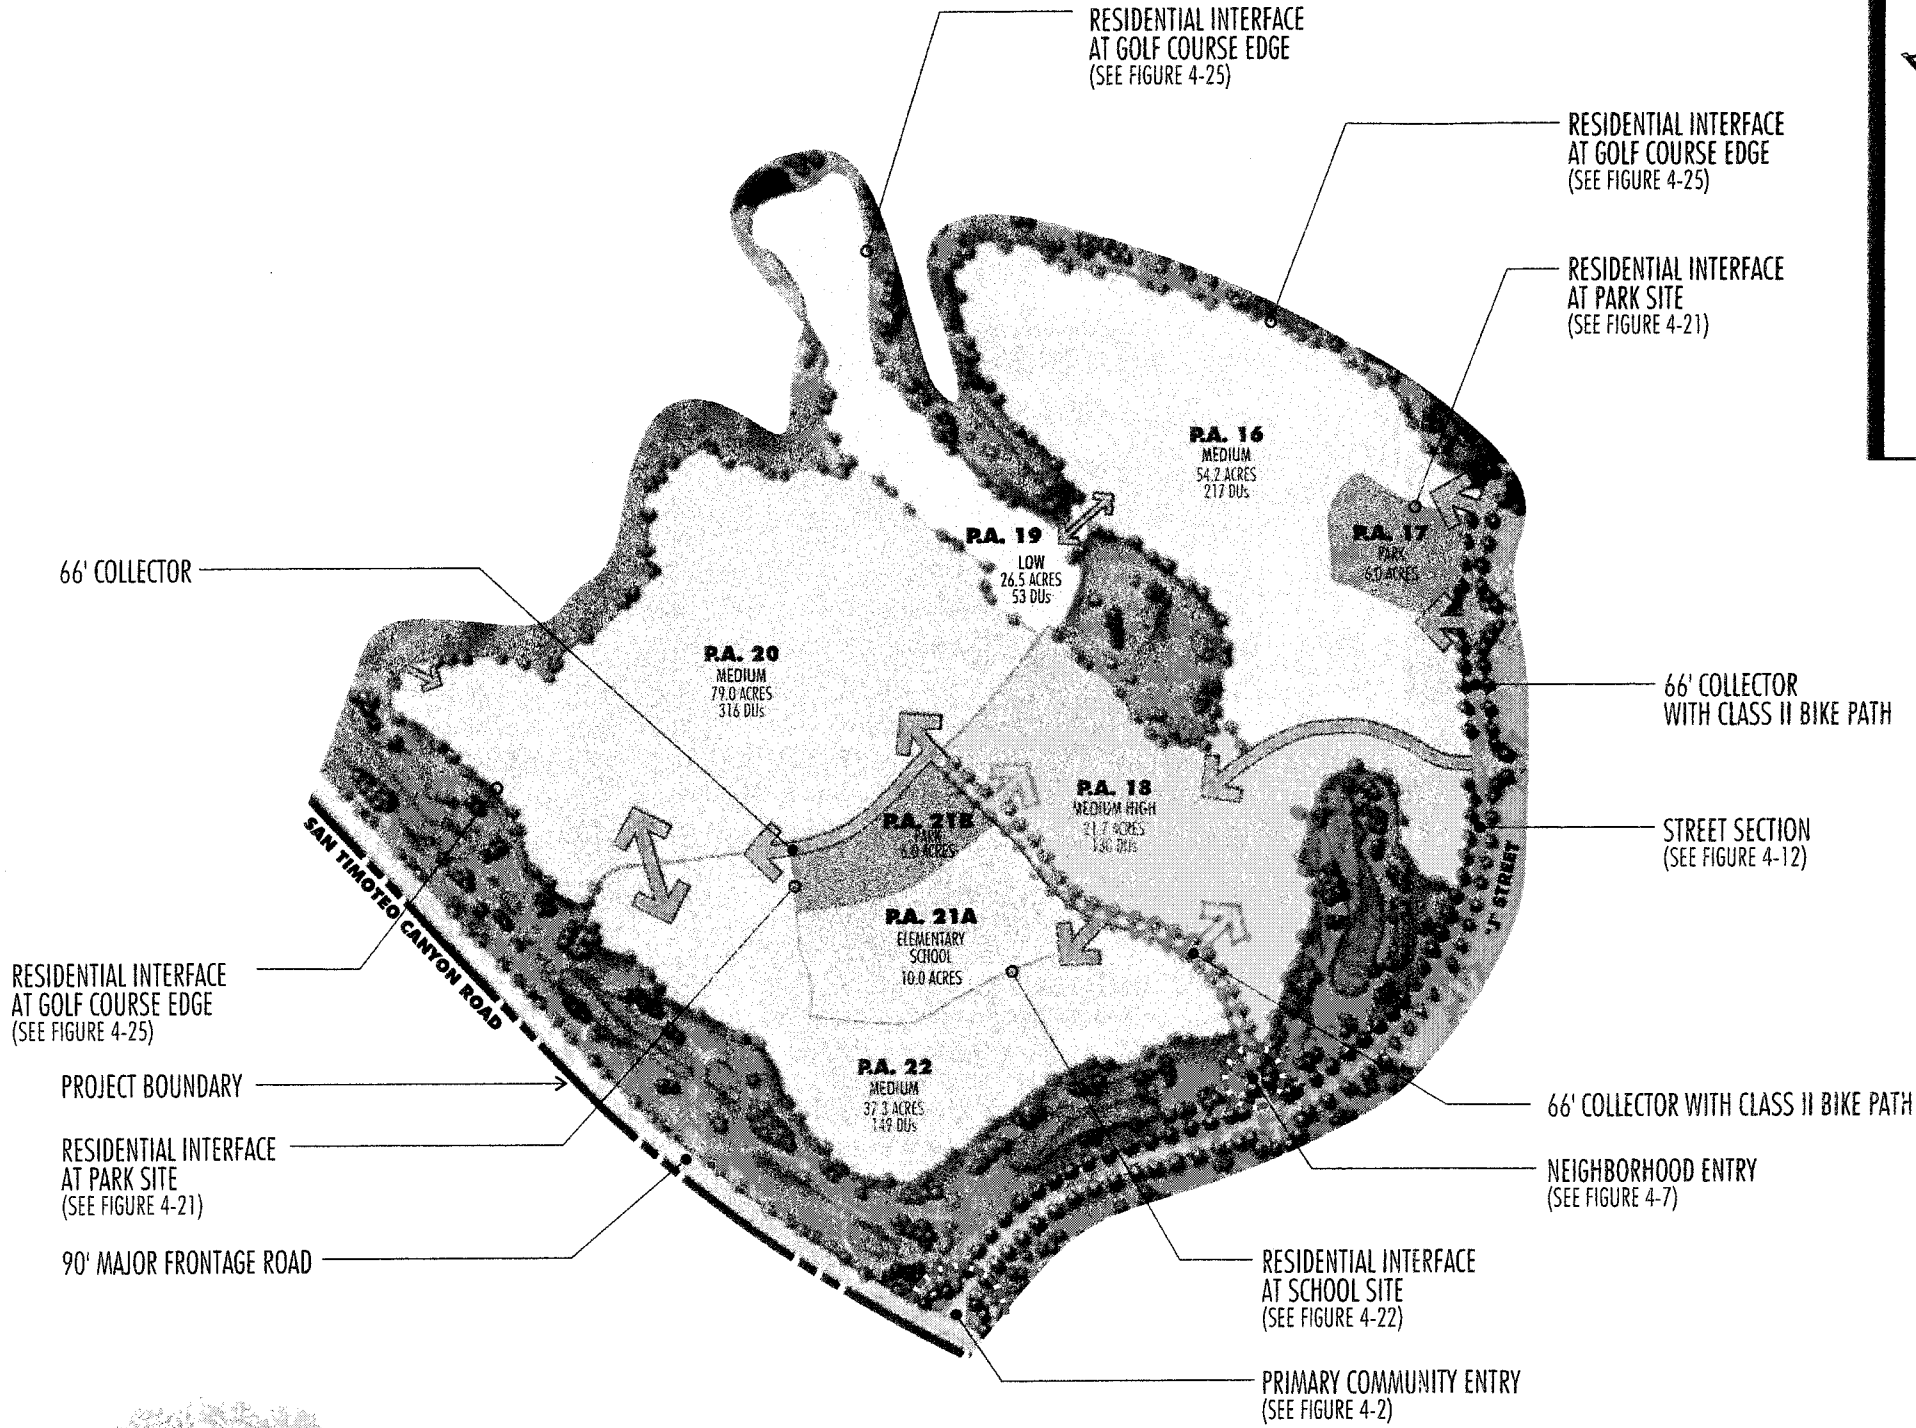 RESIDENTIAL INTERFACE
AT GOLF COURSE EDGE
(SEE FIGURE 4-25)
RESIDENTIAL INTERFACE
AT GOLF COURSE EDGE
(SEE FIGURE 4-25)
RESIDENTIAL INTERFACE
AT PARK SITE
(SEE FIGURE 4-21)
P.A. 16
MEDIUM
54.2 ACRES
217 DUs
P.A. 17
PARK
6.0 ACRES
P.A. 19
LOW
26.5 ACRES
53 DUs
66' COLLECTOR
P.A. 20
MEDIUM
79.0 ACRES
316 DUs
66' COLLECTOR
WITH CLASS II BIKE PATH
P.A. 18
MEDIUM HIGH
21.7 ACRES
130 DUs
P.A. 21B
PARK
ACRES
STREET SECTION
(SEE FIGURE 4-12)
'J' STREET
SAN TIMOTEO CANYON ROAD
P.A. 21A
ELEMENTARY
SCHOOL
10.0 ACRES
RESIDENTIAL INTERFACE
AT GOLF COURSE EDGE
(SEE FIGURE 4-25)
P.A. 22
MEDIUM
37.3 ACRES
149 DUs
PROJECT BOUNDARY
66' COLLECTOR WITH CLASS II BIKE PATH
RESIDENTIAL INTERFACE
AT PARK SITE
(SEE FIGURE 4-21)
NEIGHBORHOOD ENTRY
(SEE FIGURE 4-7)
90' MAJOR FRONTAGE ROAD
RESIDENTIAL INTERFACE
AT SCHOOL SITE
(SEE FIGURE 4-22)
PRIMARY COMMUNITY ENTRY
(SEE FIGURE 4-2)